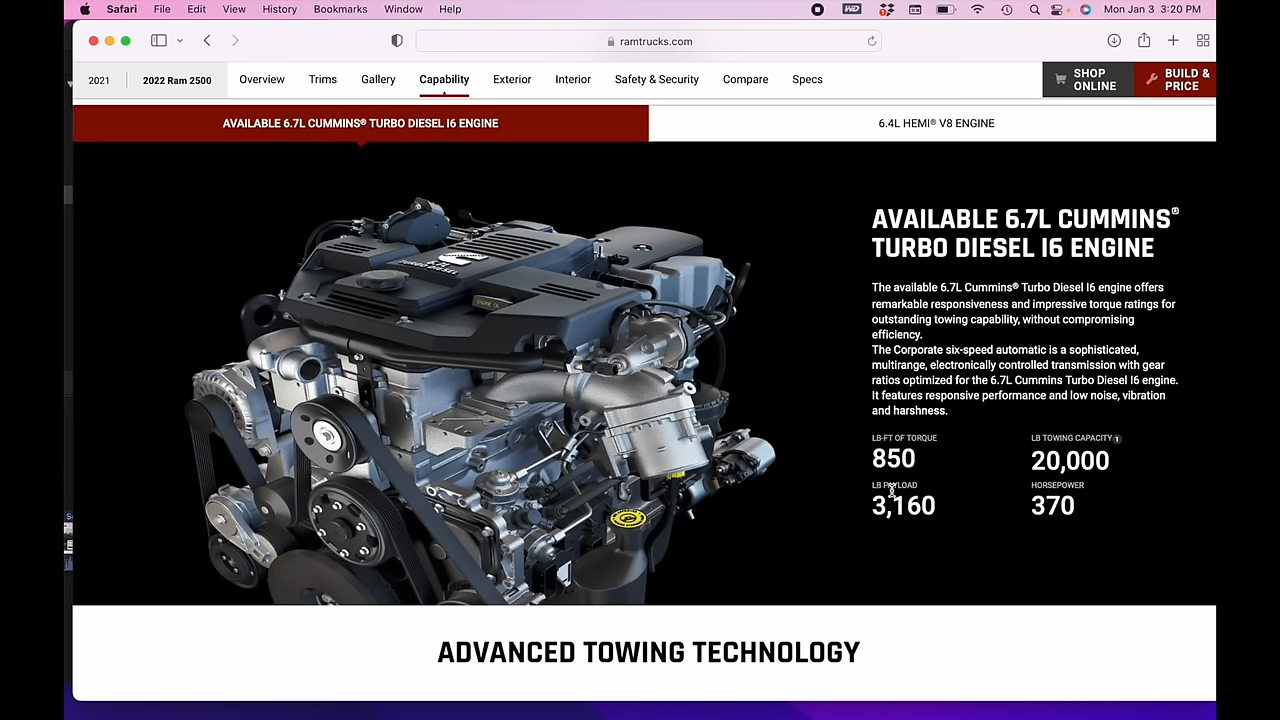 Safari File Edit View History Bookmarks Window Help Mon Jan 3 3:20 PM
ramtrucks.com
2021 2022 Ram 2500 Overview Trims Gallery Capability Exterior Interior Safety & Security Compare Specs
SHOP ONLINE
BUILD & PRICE
AVAILABLE 6.7L CUMMINS® TURBO DIESEL I6 ENGINE
6.4L HEMI® V8 ENGINE
TURBO DIESEL
ENGINE OIL
AVAILABLE 6.7L CUMMINS®
TURBO DIESEL I6 ENGINE
The available 6.7L Cummins® Turbo Diesel I6 engine offers
remarkable responsiveness and impressive torque ratings for
outstanding towing capability, without compromising
efficiency.
The Corporate six-speed automatic is a sophisticated,
multirange, electronically controlled transmission with gear
ratios optimized for the 6.7L Cummins Turbo Diesel I6 engine.
It features responsive performance and low noise, vibration
and harshness.
LB-FT OF TORQUE
850
LB TOWING CAPACITY 1
20,000
LB PAYLOAD
3,160
HORSEPOWER
370
ADVANCED TOWING TECHNOLOGY